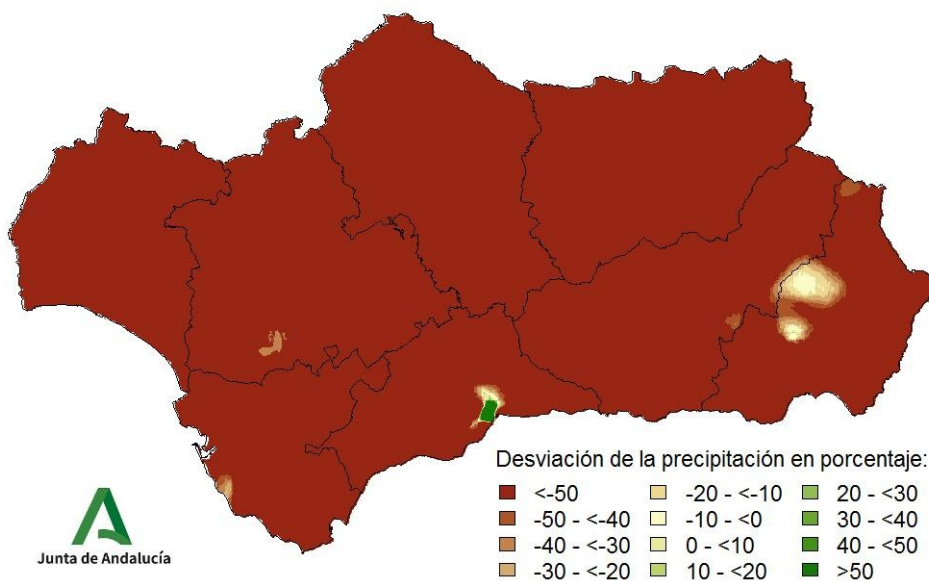 Desviación de la precipitación en porcentaje:
<-50
-50 - <-40
-40 - <-30
-30 - <-20
-20 - <-10
-10 - <0
0 - <10
10 - <20
20 - <30
30 - <40
40 - <50
>50
Junta de Andalucía